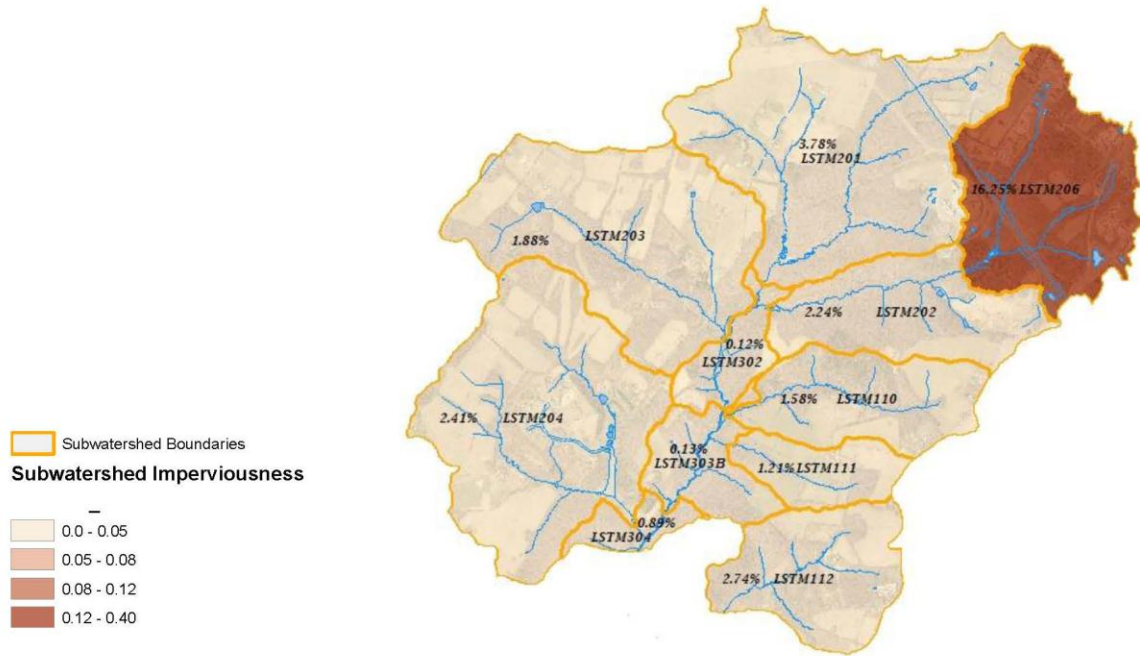 3.78%
LSTM201
16.25% LSTM206
LSTM203
1.88%
2.24% LSTM202
0.12%
LSTM302
1.58% LSTM110
2.41% LSTM204
0.13%
LSTM303B
1.21% LSTM111
0.89%
LSTM304
2.74% LSTM112
Subwatershed Boundaries
Subwatershed Imperviousness
–
0.0 - 0.05
0.05 - 0.08
0.08 - 0.12
0.12 - 0.40